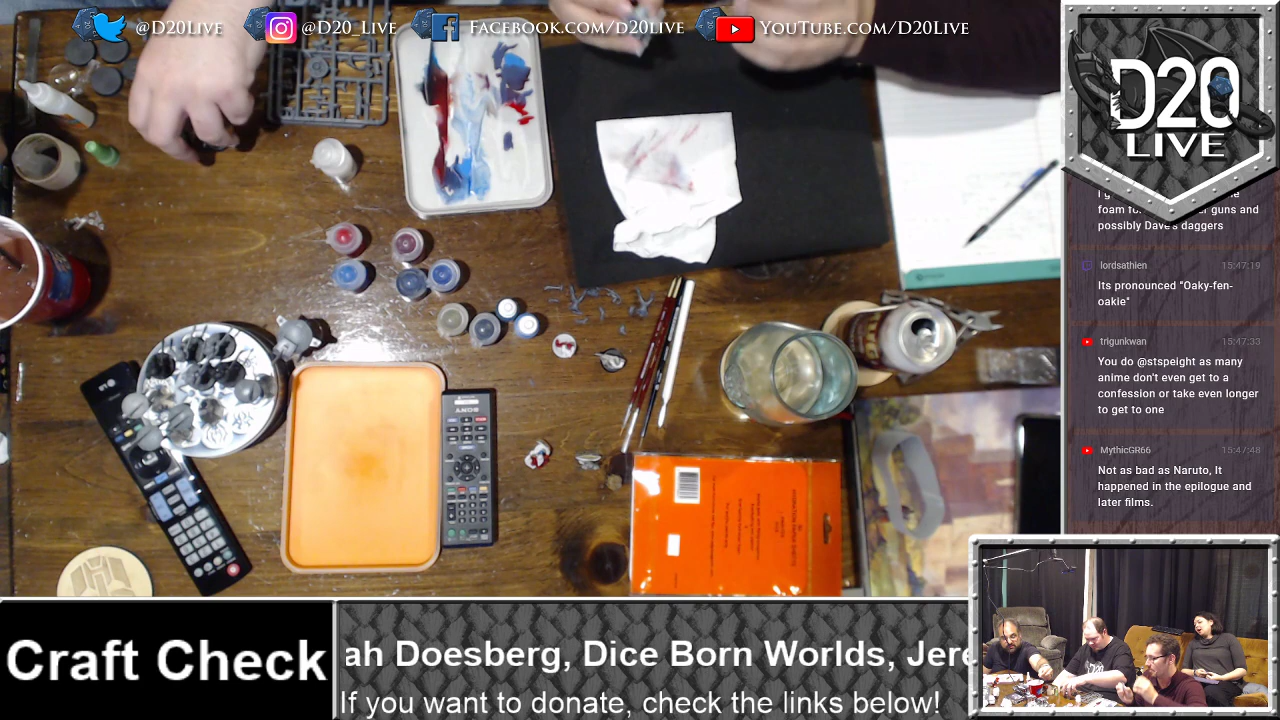 @D20Live
@D20_Live
Facebook.com/D20Live
YouTube.com/D20Live
D20
LIVE
foam for
guns and
possibly Dave's daggers
lordsathien 15:47:19
Its pronounced "Oaky-fen-
oakie"
trigunkwan 15:47:33
You do @stspeight as many
anime don't even get to a
confession or take even longer
to get to one
MythicGR66 15:47:48
Not as bad as Naruto, It
happened in the epilogue and
later films.
SONY
Craft Check
ah Doesberg, Dice Born Worlds, Jere
If you want to donate, check the links below!